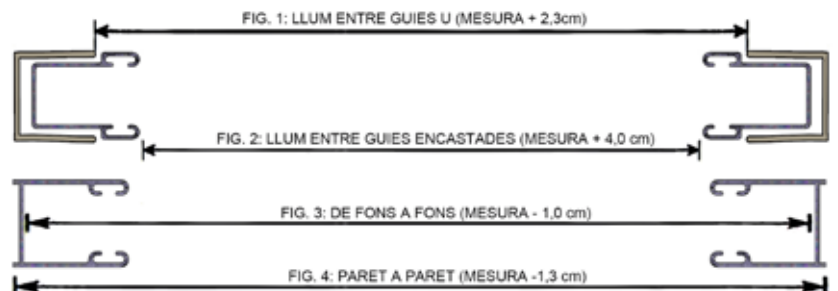 FIG. 1: LLUM ENTRE GUIES U (MESURA + 2,3cm)
FIG. 2: LLUM ENTRE GUIES ENCASTADES (MESURA + 4,0 cm)
FIG. 3: DE FONS A FONS (MESURA - 1,0 cm)
FIG. 4: PARET A PARET (MESURA -1,3 cm)